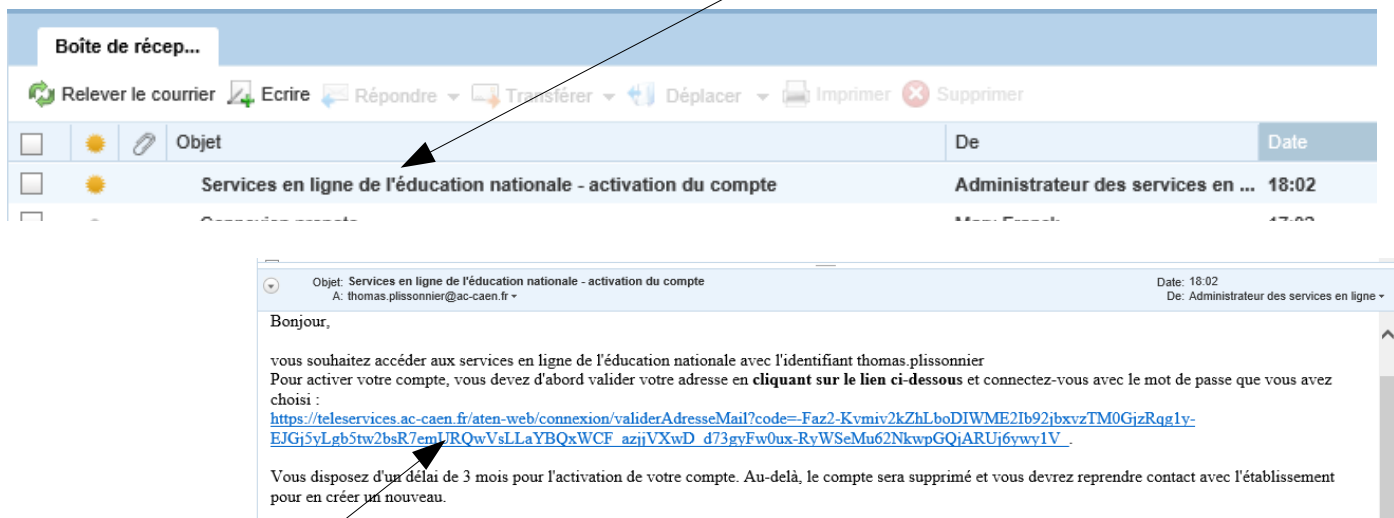 Boîte de récep...
Relever le courrier Ecrire Répondre Transférer Déplacer Imprimer Supprimer
Objet De Date
Services en ligne de l'éducation nationale - activation du compte Administrateur des services en ... 18:02
Objet: Services en ligne de l'éducation nationale - activation du compte Date: 18:02
A: thomas.plissonnier@ac-caen.fr De: Administrateur des services en ligne
Bonjour,
vous souhaitez accéder aux services en ligne de l'éducation nationale avec l'identifiant thomas.plissonnier
Pour activer votre compte, vous devez d'abord valider votre adresse en cliquant sur le lien ci-dessous et connectez-vous avec le mot de passe que vous avez
choisi :
https://teleservices.ac-caen.fr/aten-web/connexion/validerAdresseMail?code=-Faz2-Kvmiv2kZhLboDIWME2Ib92jbxvzTM0GjzRqg1y-
EJGj5yLgb5tw2bsR7emURQwVsLLaYBQxWCF_azjjVXwD_d73gyFw0ux-RyWSeMu62NkwpGQjARUj6ywy1V_.
Vous disposez d'un délai de 3 mois pour l'activation de votre compte. Au-delà, le compte sera supprimé et vous devrez reprendre contact avec l'établissement
pour en créer un nouveau.